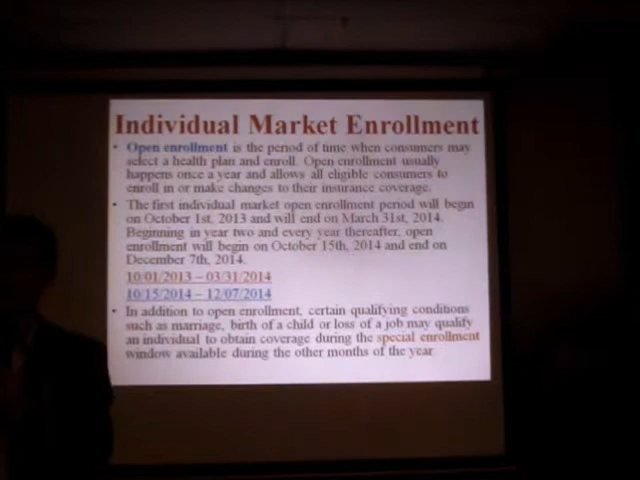 Individual Market Enrollment
• Open enrollment is the period of time when consumers may
select a health plan and enroll. Open enrollment usually
happens once a year and allows all eligible consumers to
enroll in or make changes to their insurance coverage.
• The first individual market open enrollment period will begin
on October 1st, 2013 and will end on March 31st, 2014.
Beginning in year two and every year thereafter, open
enrollment will begin on October 15th, 2014 and end on
December 7th, 2014.
10/01/2013 – 03/31/2014
10/15/2014 – 12/07/2014
• In addition to open enrollment, certain qualifying conditions
such as marriage, birth of a child or loss of a job may qualify
an individual to obtain coverage during the special enrollment
window available during the other months of the year